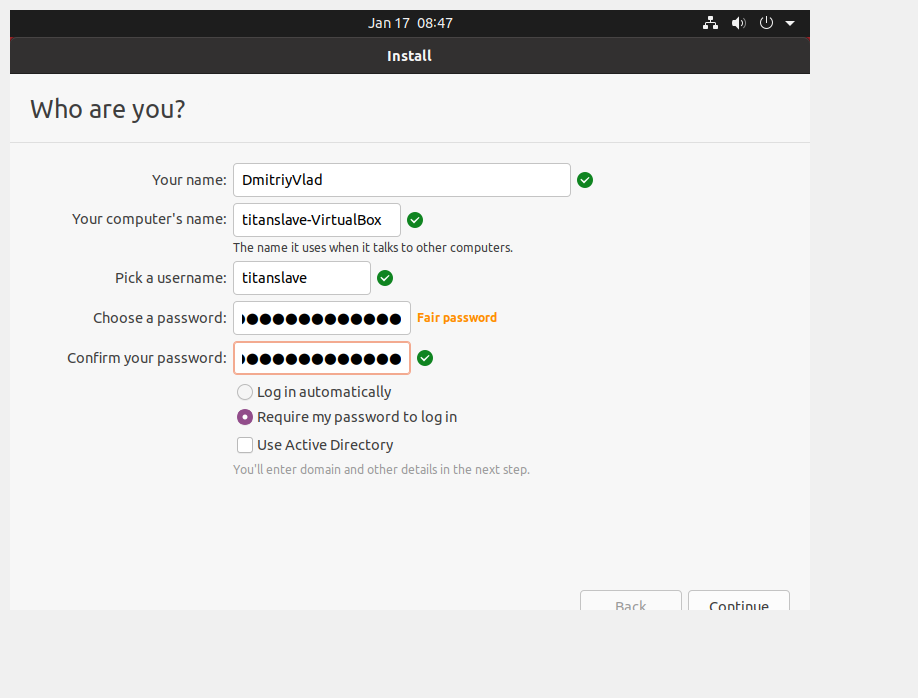 Jan 17 08:47
Install
Who are you?
Your name: DmitriyVlad
Your computer's name: titanslave-VirtualBox
The name it uses when it talks to other computers.
Pick a username: titanslave
Choose a password: Fair password
Confirm your password:
Log in automatically
Require my password to log in
Use Active Directory
You'll enter domain and other details in the next step.
Back Continue